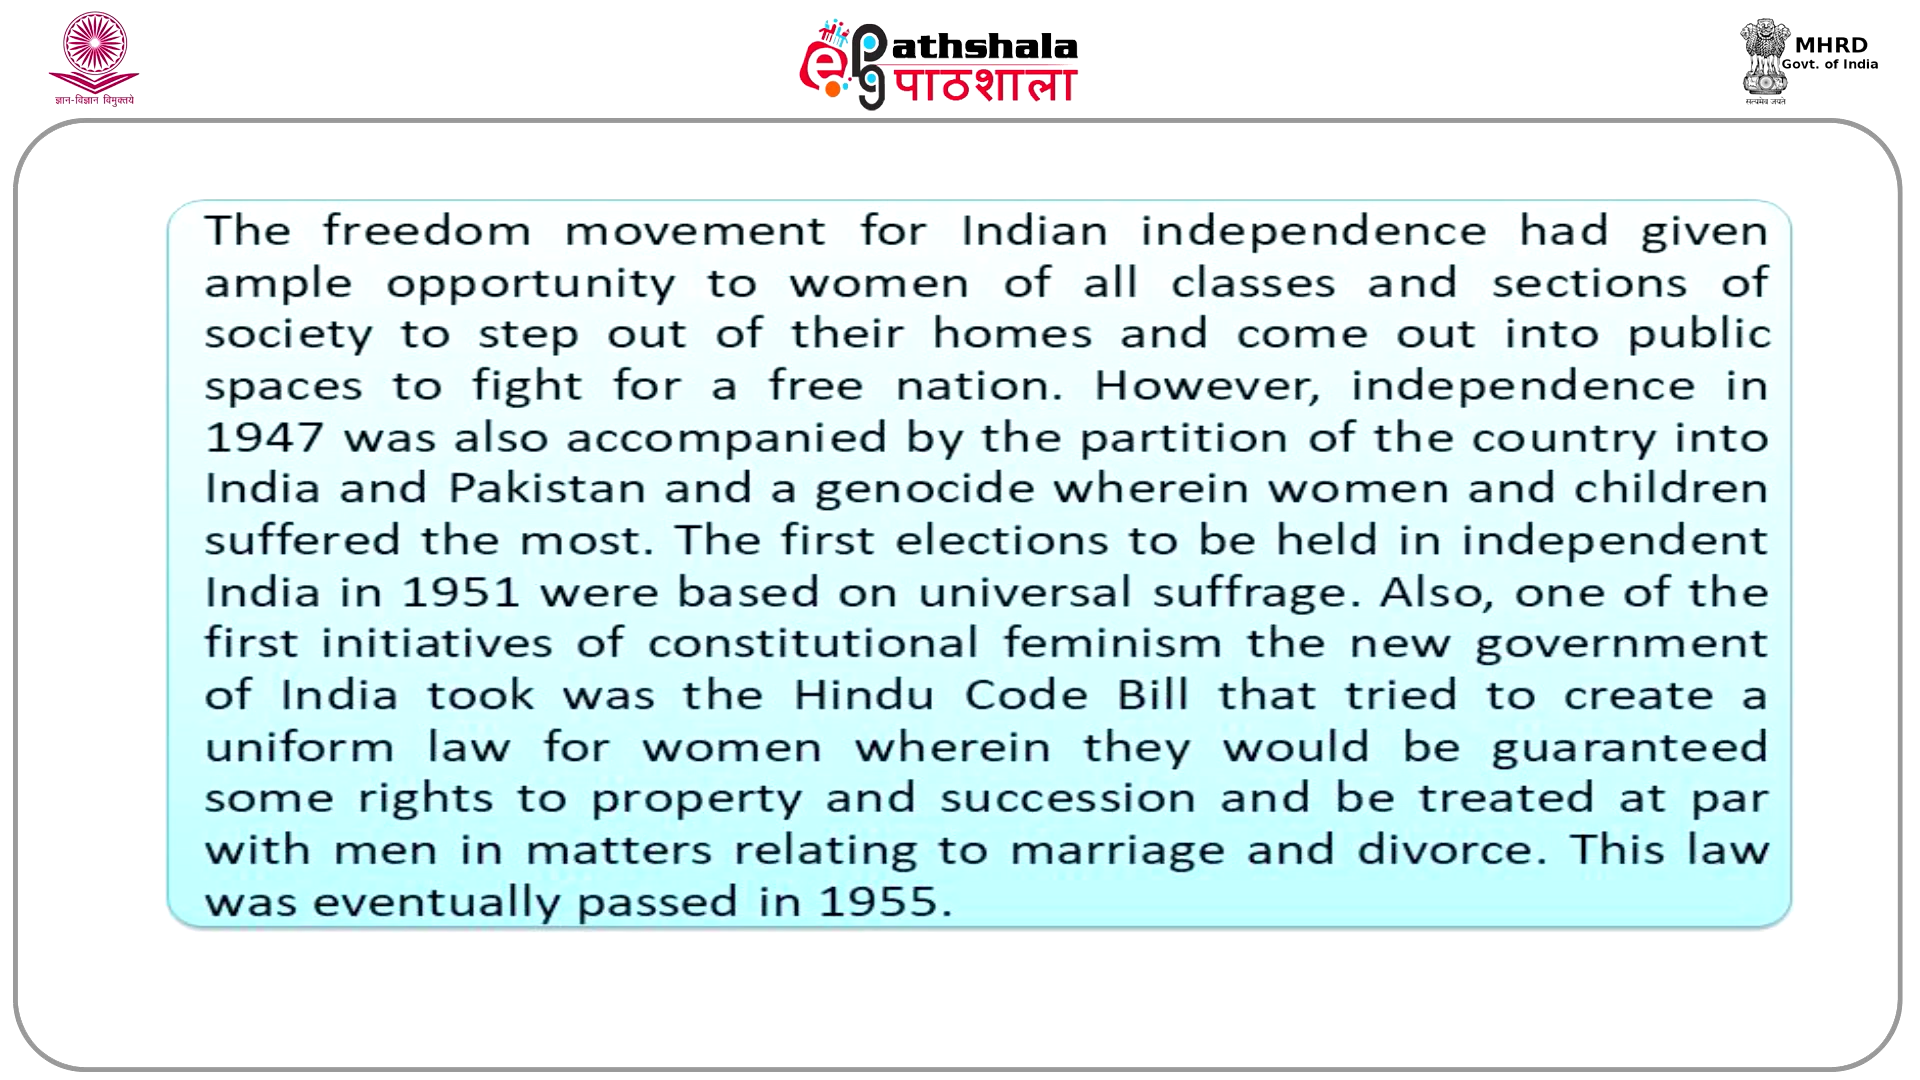 ज्ञान-विज्ञान विमुक्तये
ePG athshala
पाठशाला
MHRD
Govt. of India
सत्यमेव जयते
The freedom movement for Indian independence had given
ample opportunity to women of all classes and sections of
society to step out of their homes and come out into public
spaces to fight for a free nation. However, independence in
1947 was also accompanied by the partition of the country into
India and Pakistan and a genocide wherein women and children
suffered the most. The first elections to be held in independent
India in 1951 were based on universal suffrage. Also, one of the
first initiatives of constitutional feminism the new government
of India took was the Hindu Code Bill that tried to create a
uniform law for women wherein they would be guaranteed
some rights to property and succession and be treated at par
with men in matters relating to marriage and divorce. This law
was eventually passed in 1955.